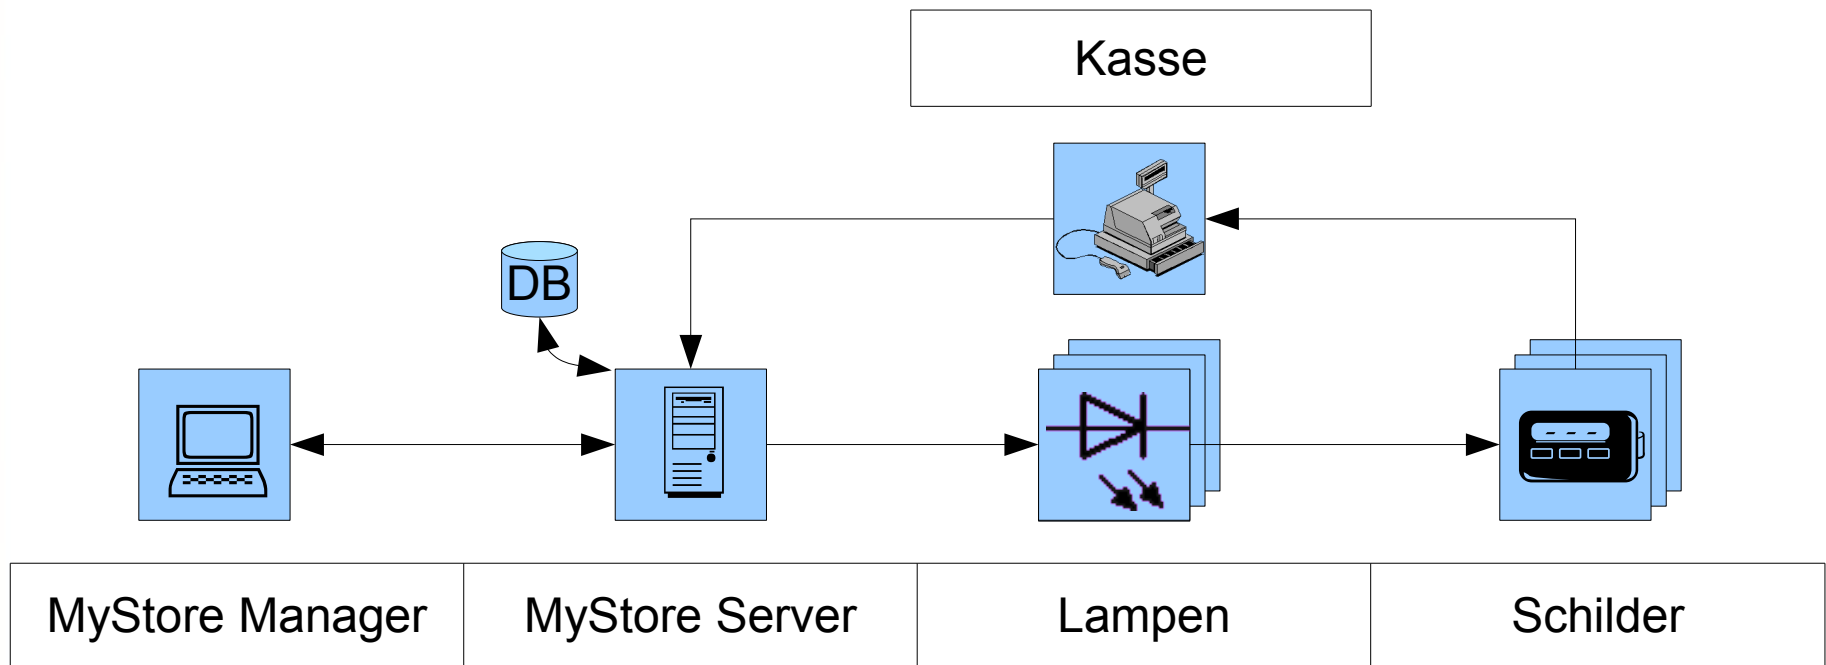 Kasse
DB
MyStore Manager
MyStore Server
Lampen
Schilder